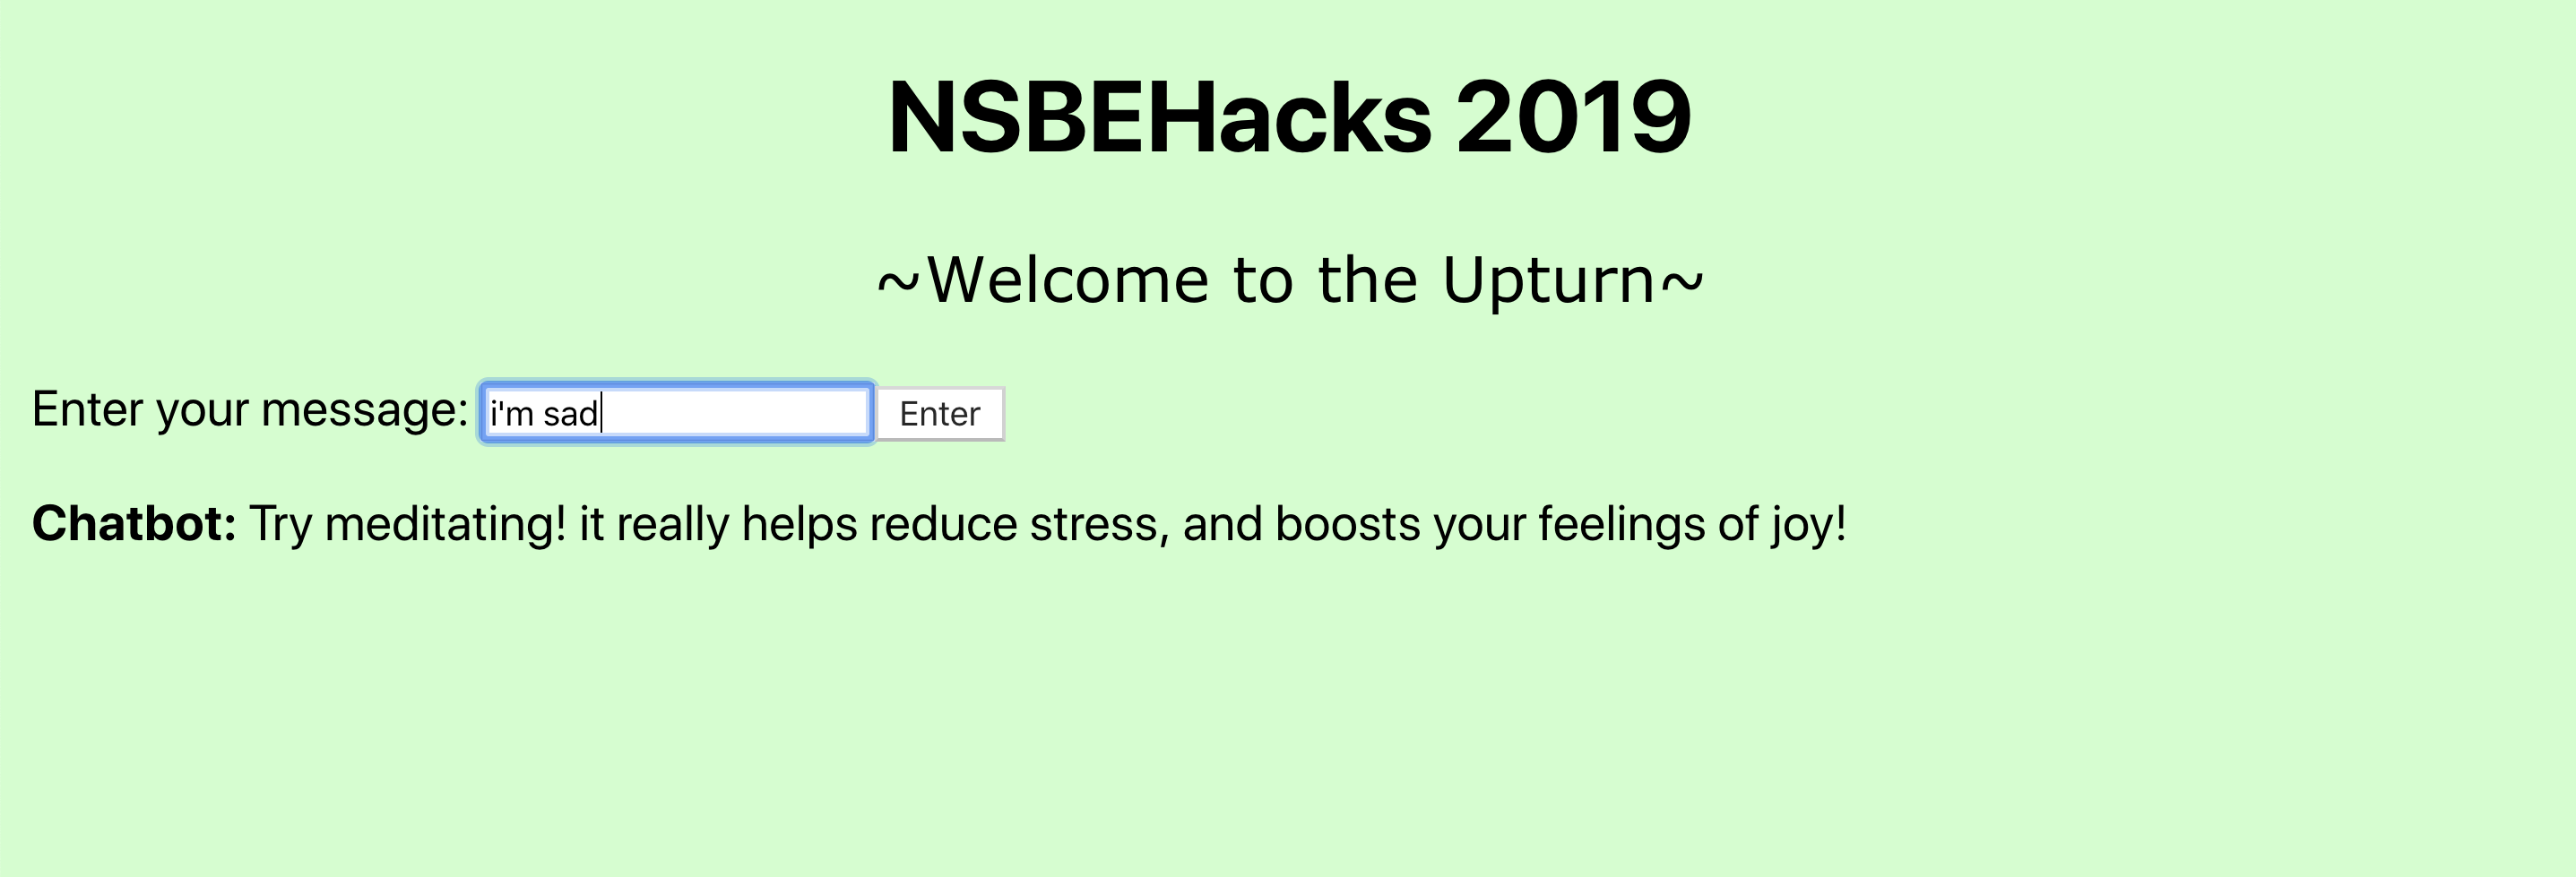 NSBEHacks 2019
~Welcome to the Upturn~
Enter your message: i'm sad Enter
Chatbot: Try meditating! it really helps reduce stress, and boosts your feelings of joy!